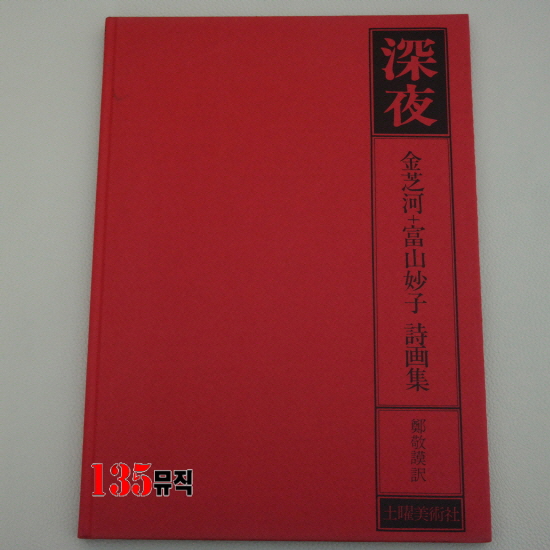 深夜
金芝河+富山妙子 詩画集
鄭敬謨訳
土曜美術社
135뮤직